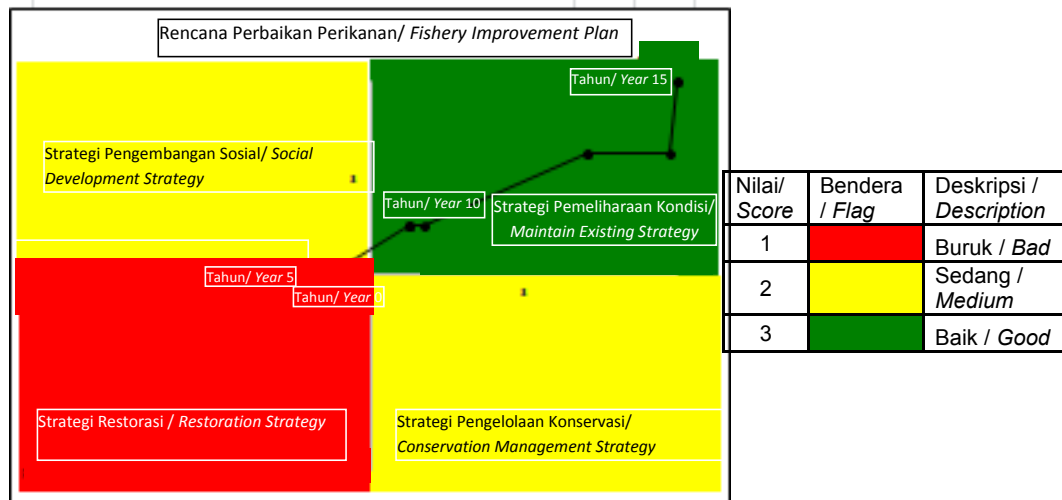 Rencana Perbaikan Perikanan/ Fishery Improvement Plan
Tahun/ Year 15
Strategi Pengembangan Sosial/ Social
Development Strategy
1
Tahun/ Year 10
Strategi Pemeliharaan Kondisi/
Maintain Existing Strategy
Tahun/ Year 5
Tahun/ Year 0
1
Strategi Restorasi / Restoration Strategy
Strategi Pengelolaan Konservasi/
Conservation Management Strategy
Nilai/ Bendera Deskripsi /
Score / Flag Description
1 Buruk / Bad
2 Sedang /
Medium
3 Baik / Good